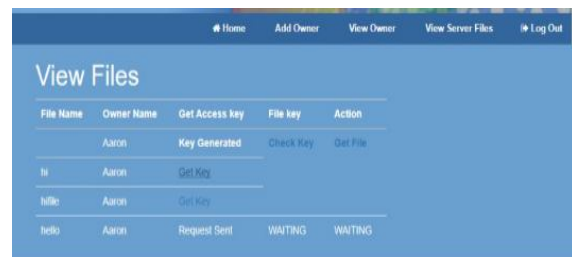 Home Add Owner View Owner View Server Files Log Out
View Files
File Name Owner Name Get Access key File key Action
Aaron Key Generated Check Key Get File
hi Aaron Get Key
hifile Aaron Get Key
hello Aaron Request Sent WAITING WAITING